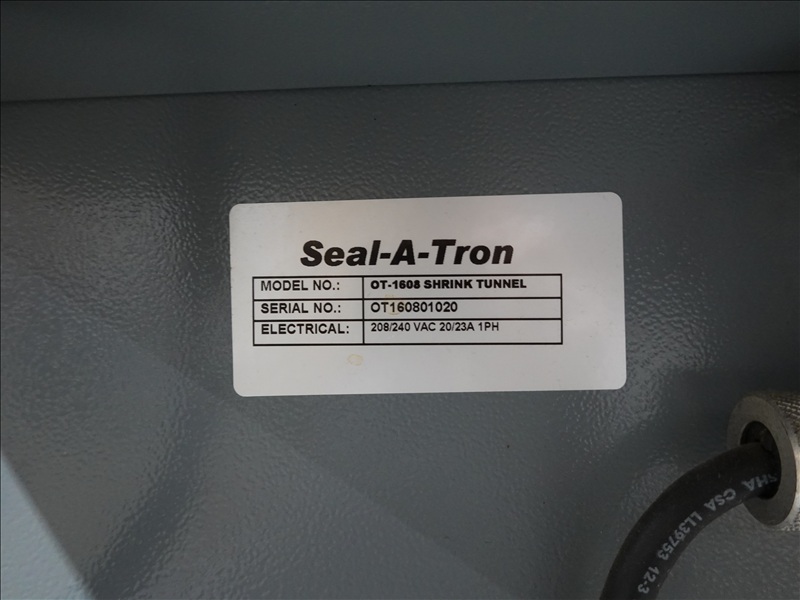 Seal-A-Tron
MODEL NO.: OT-1608 SHRINK TUNNEL
SERIAL NO.: OT160801020
ELECTRICAL: 208/240 VAC 20/23A 1PH
CSA LL39753 12-3